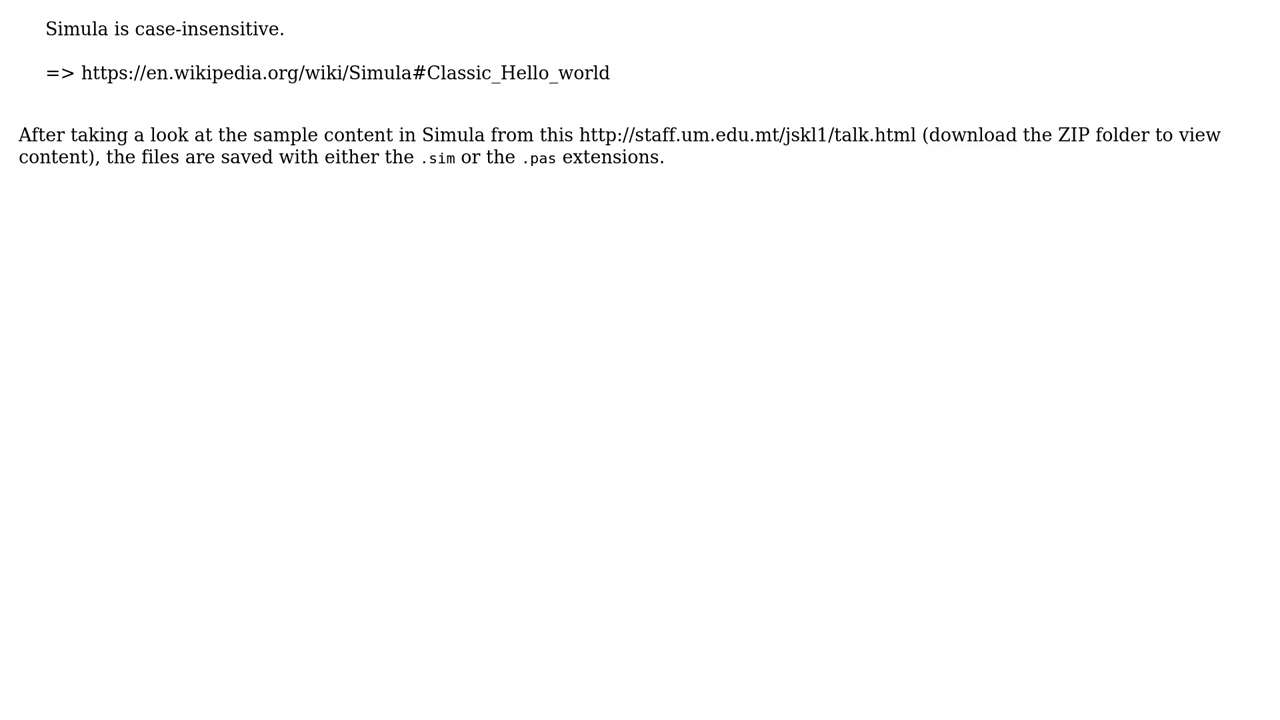 Simula is case-insensitive.
=> https://en.wikipedia.org/wiki/Simula#Classic_Hello_world
After taking a look at the sample content in Simula from this http://staff.um.edu.mt/jskl1/talk.html (download the ZIP folder to view
content), the files are saved with either the .sim or the .pas extensions.